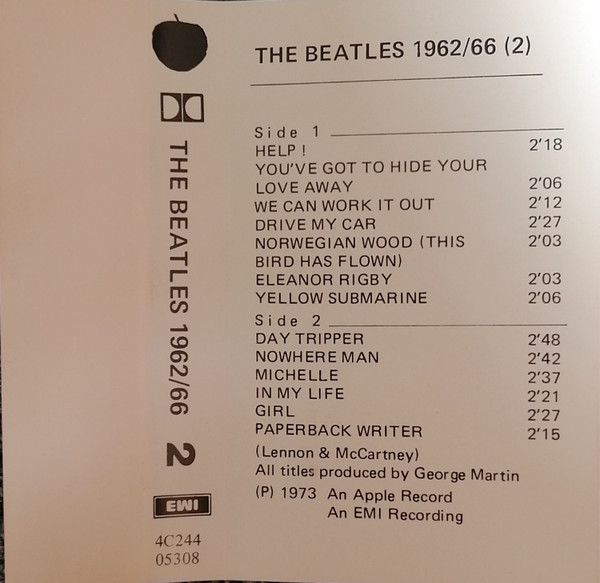 THE BEATLES 1962/66 (2)
Side 1
HELP ! 2'18
YOU'VE GOT TO HIDE YOUR
LOVE AWAY 2'06
WE CAN WORK IT OUT 2'12
DRIVE MY CAR 2'27
NORWEGIAN WOOD (THIS 2'03
BIRD HAS FLOWN)
ELEANOR RIGBY 2'03
YELLOW SUBMARINE 2'06
Side 2
DAY TRIPPER 2'48
NOWHERE MAN 2'42
MICHELLE 2'37
IN MY LIFE 2'21
GIRL 2'27
PAPERBACK WRITER 2'15
(Lennon & McCartney)
All titles produced by George Martin
(P) 1973 An Apple Record
An EMI Recording
THE BEATLES 1962/66
2
EMI
4C244
05308